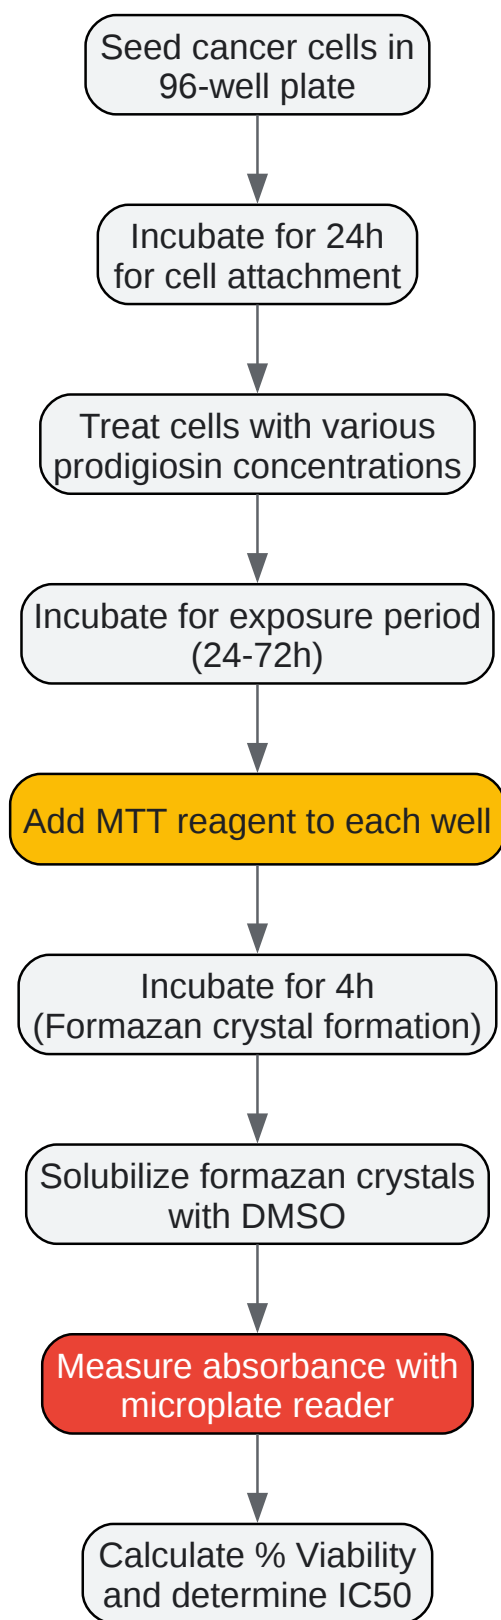 Seed cancer cells in
96-well plate
Incubate for 24h
for cell attachment
Treat cells with various
prodigiosin concentrations
Incubate for exposure period
(24-72h)
Add MTT reagent to each well
Incubate for 4h
(Formazan crystal formation)
Solubilize formazan crystals
with DMSO
Measure absorbance with
microplate reader
Calculate % Viability
and determine IC50